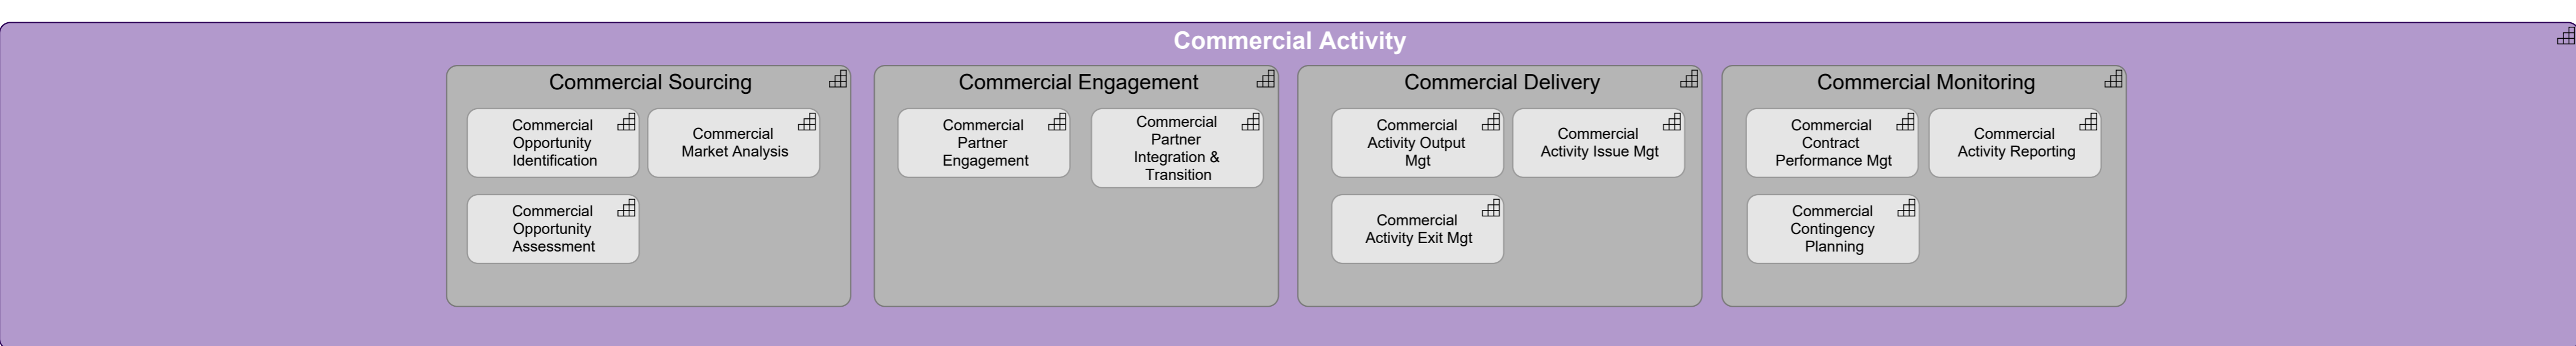 Commercial Activity
Commercial Sourcing
Commercial
Opportunity
Identification
Commercial
Market Analysis
Commercial
Opportunity
Assessment
Commercial Engagement
Commercial
Partner
Engagement
Commercial
Partner
Integration &
Transition
Commercial Delivery
Commercial
Activity Output
Mgt
Commercial
Activity Issue Mgt
Commercial
Activity Exit Mgt
Commercial Monitoring
Commercial
Contract
Performance Mgt
Commercial
Activity Reporting
Commercial
Contingency
Planning